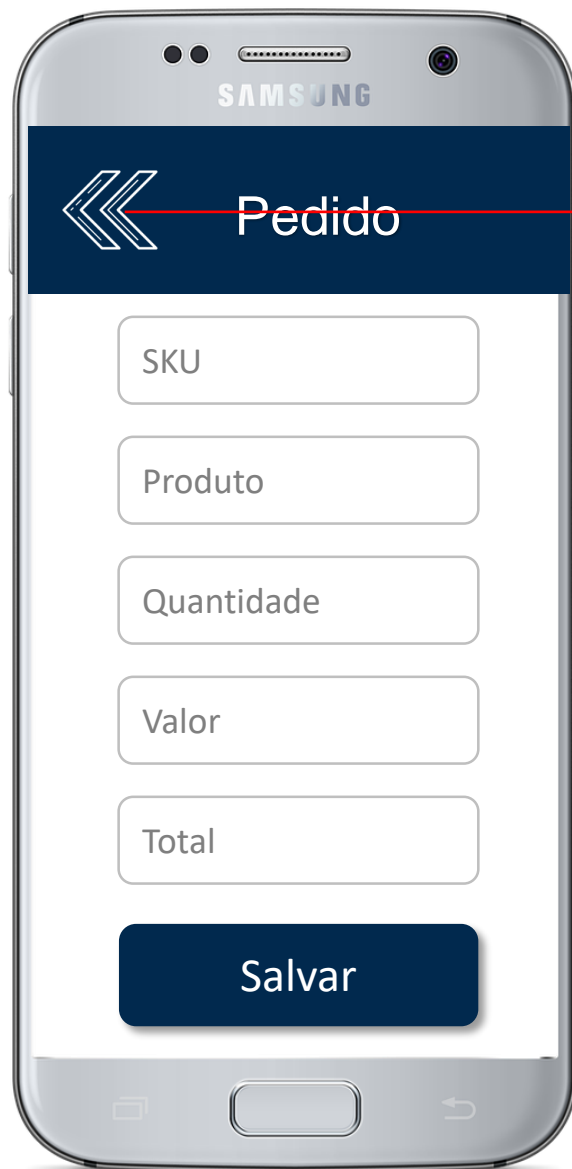 SAMSUNG
Pedido
SKU
Produto
Quantidade
Valor
Total
Salvar